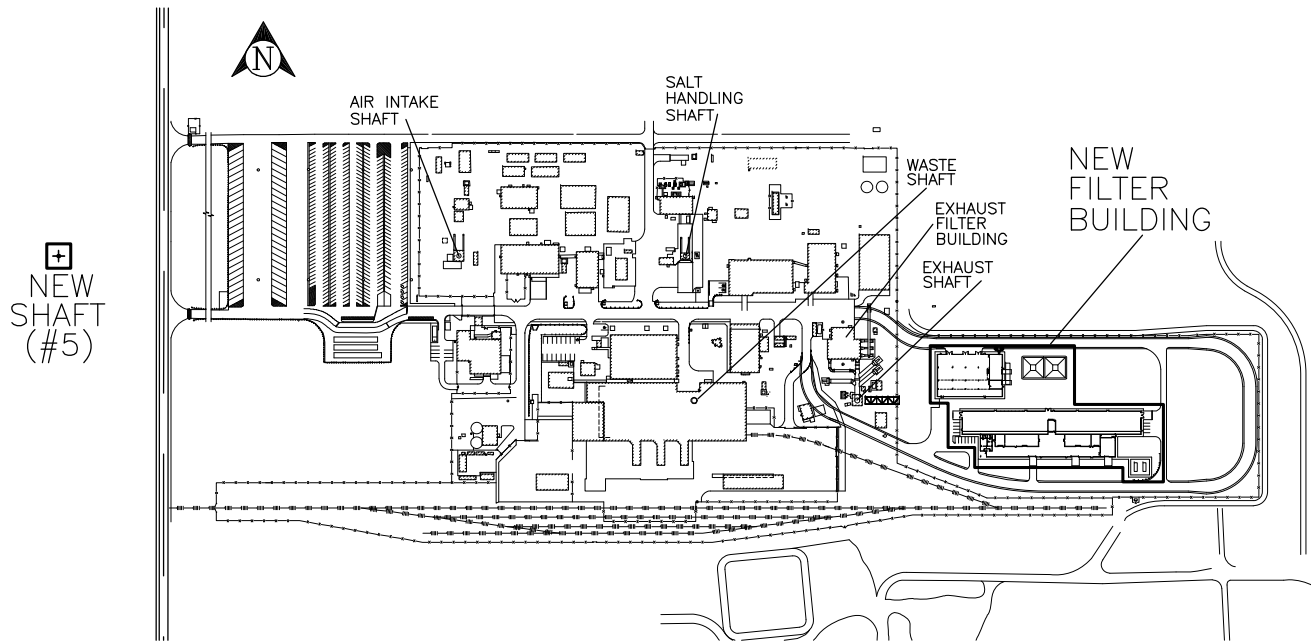 N
AIR INTAKE
SHAFT
SALT
HANDLING
SHAFT
WASTE
SHAFT
EXHAUST
FILTER
BUILDING
EXHAUST
SHAFT
NEW
FILTER
BUILDING
NEW
SHAFT
(#5)